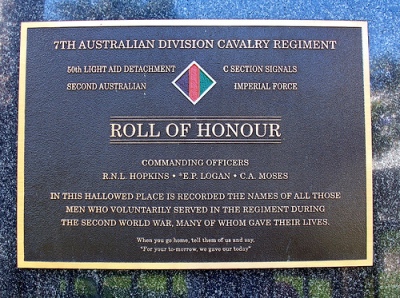 7TH AUSTRALIAN DIVISION CAVALRY REGIMENT
50th LIGHT AID DETACHMENT C SECTION SIGNALS
SECOND AUSTRALIAN IMPERIAL FORCE
ROLL OF HONOUR
COMMANDING OFFICERS
R.N.L. HOPKINS • *E.P. LOGAN • C.A. MOSES
IN THIS HALLOWED PLACE IS RECORDED THE NAMES OF ALL THOSE
MEN WHO VOLUNTARILY SERVED IN THE REGIMENT DURING
THE SECOND WORLD WAR, MANY OF WHOM GAVE THEIR LIVES.
When you go home, tell them of us and say.
"For your to-morrow, we gave our today"